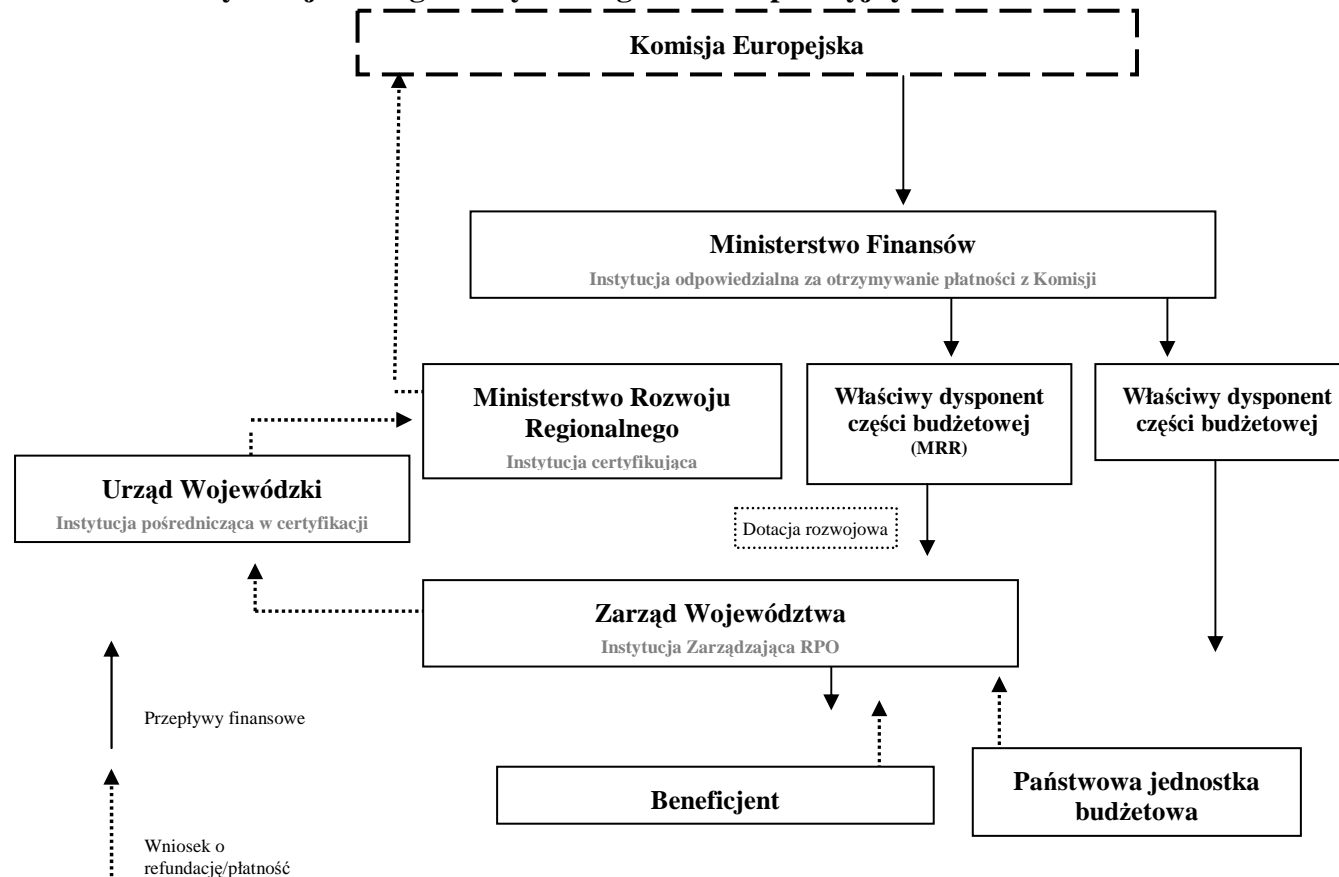 Komisja Europejska
Ministerstwo Finansów
Instytucja odpowiedzialna za otrzymywanie płatności z Komisji
Ministerstwo Rozwoju
Regionalnego
Instytucja certyfikująca
Właściwy dysponent
części budżetowej
(MRR)
Właściwy dysponent
części budżetowej
Urząd Wojewódzki
Instytucja pośrednicząca w certyfikacji
Dotacja rozwojowa
Zarząd Województwa
Instytucja Zarządzająca RPO
Przepływy finansowe
Beneficjent
Państwowa jednostka
budżetowa
Wniosek o
refundację/płatność